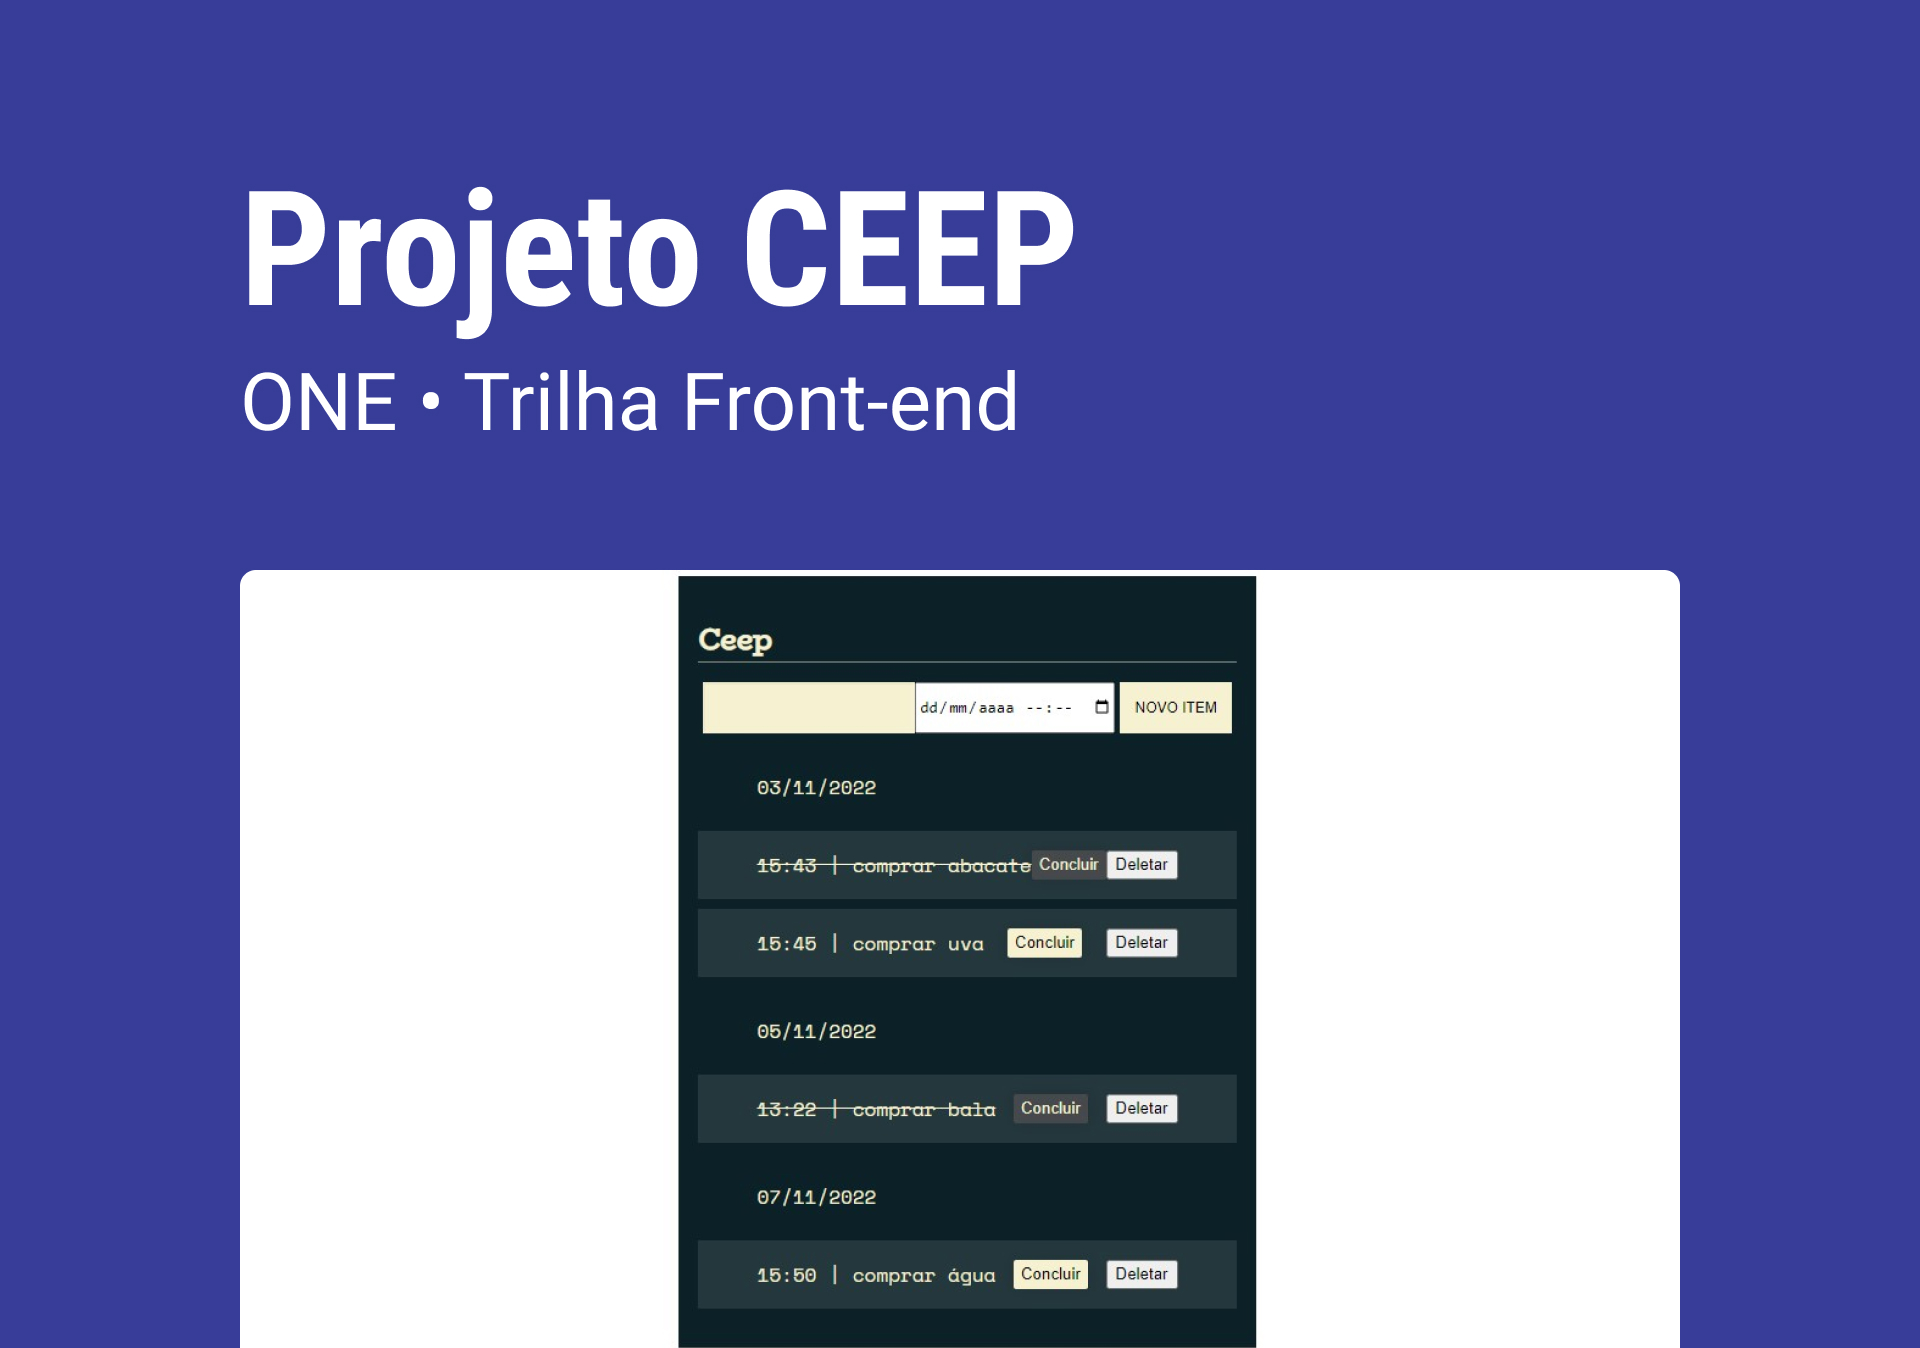 Projeto CEEP
ONE • Trilha Front-end
Ceep
dd/mm/aaaa --:-- NOVO ITEM
03/11/2022
15:43 | comprar abacate Concluir Deletar
15:45 | comprar uva Concluir Deletar
05/11/2022
13:22 | comprar bala Concluir Deletar
07/11/2022
15:50 | comprar água Concluir Deletar